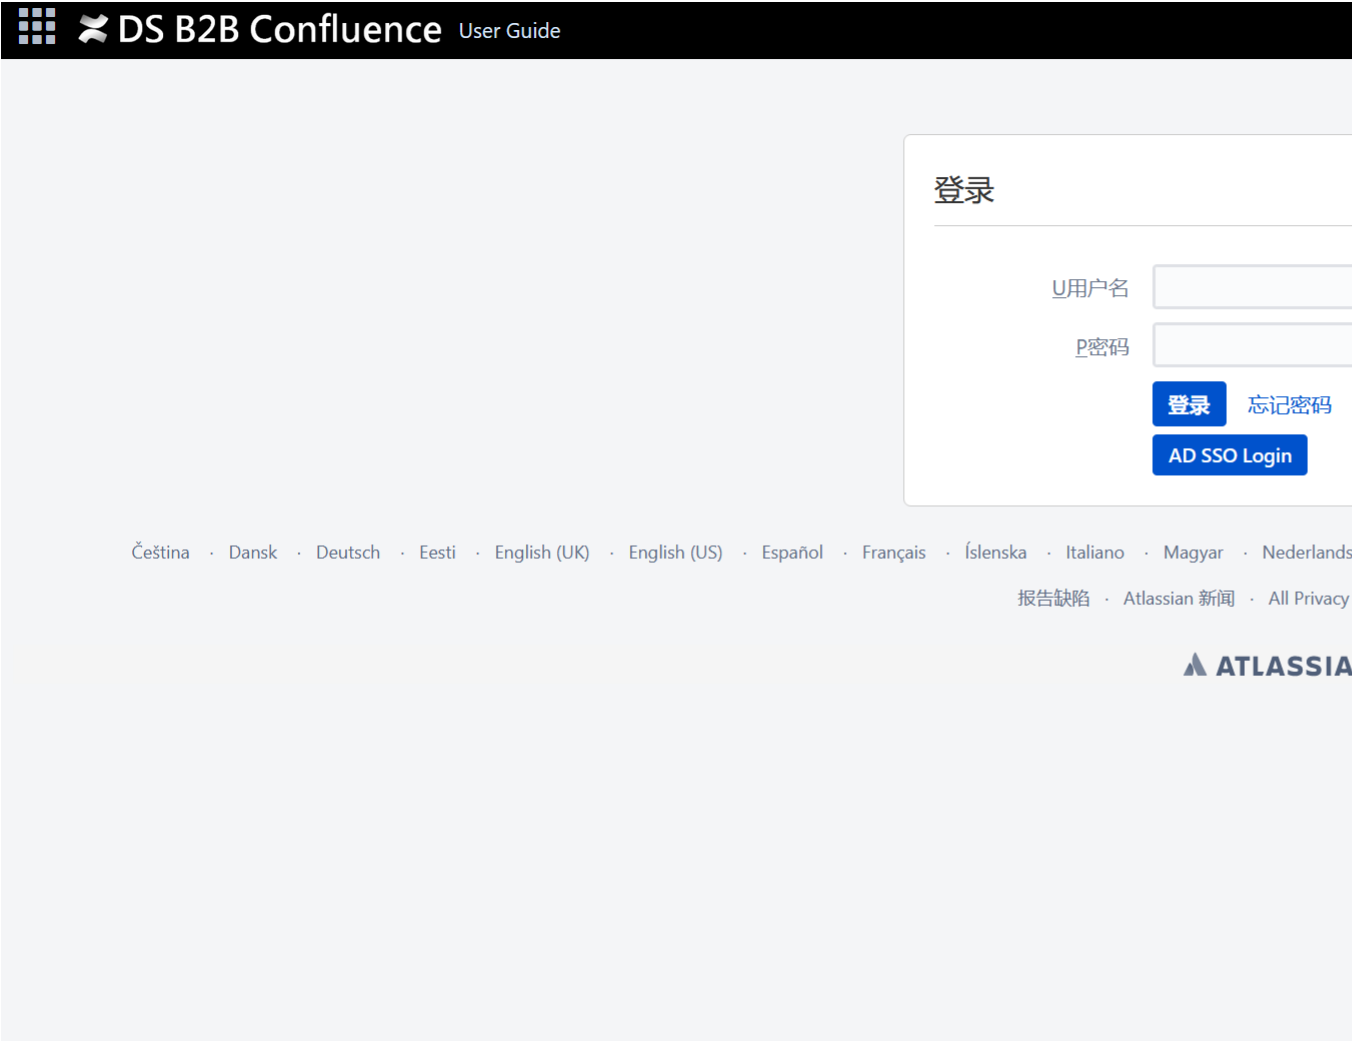 DS B2B Confluence User Guide
登录
U用户名
P密码
登录 忘记密码
AD SSO Login
Čeština · Dansk · Deutsch · Eesti · English (UK) · English (US) · Español · Français · Íslenska · Italiano · Magyar · Nederlands
报告缺陷 · Atlassian 新闻 · All Privacy
ATLASSIA